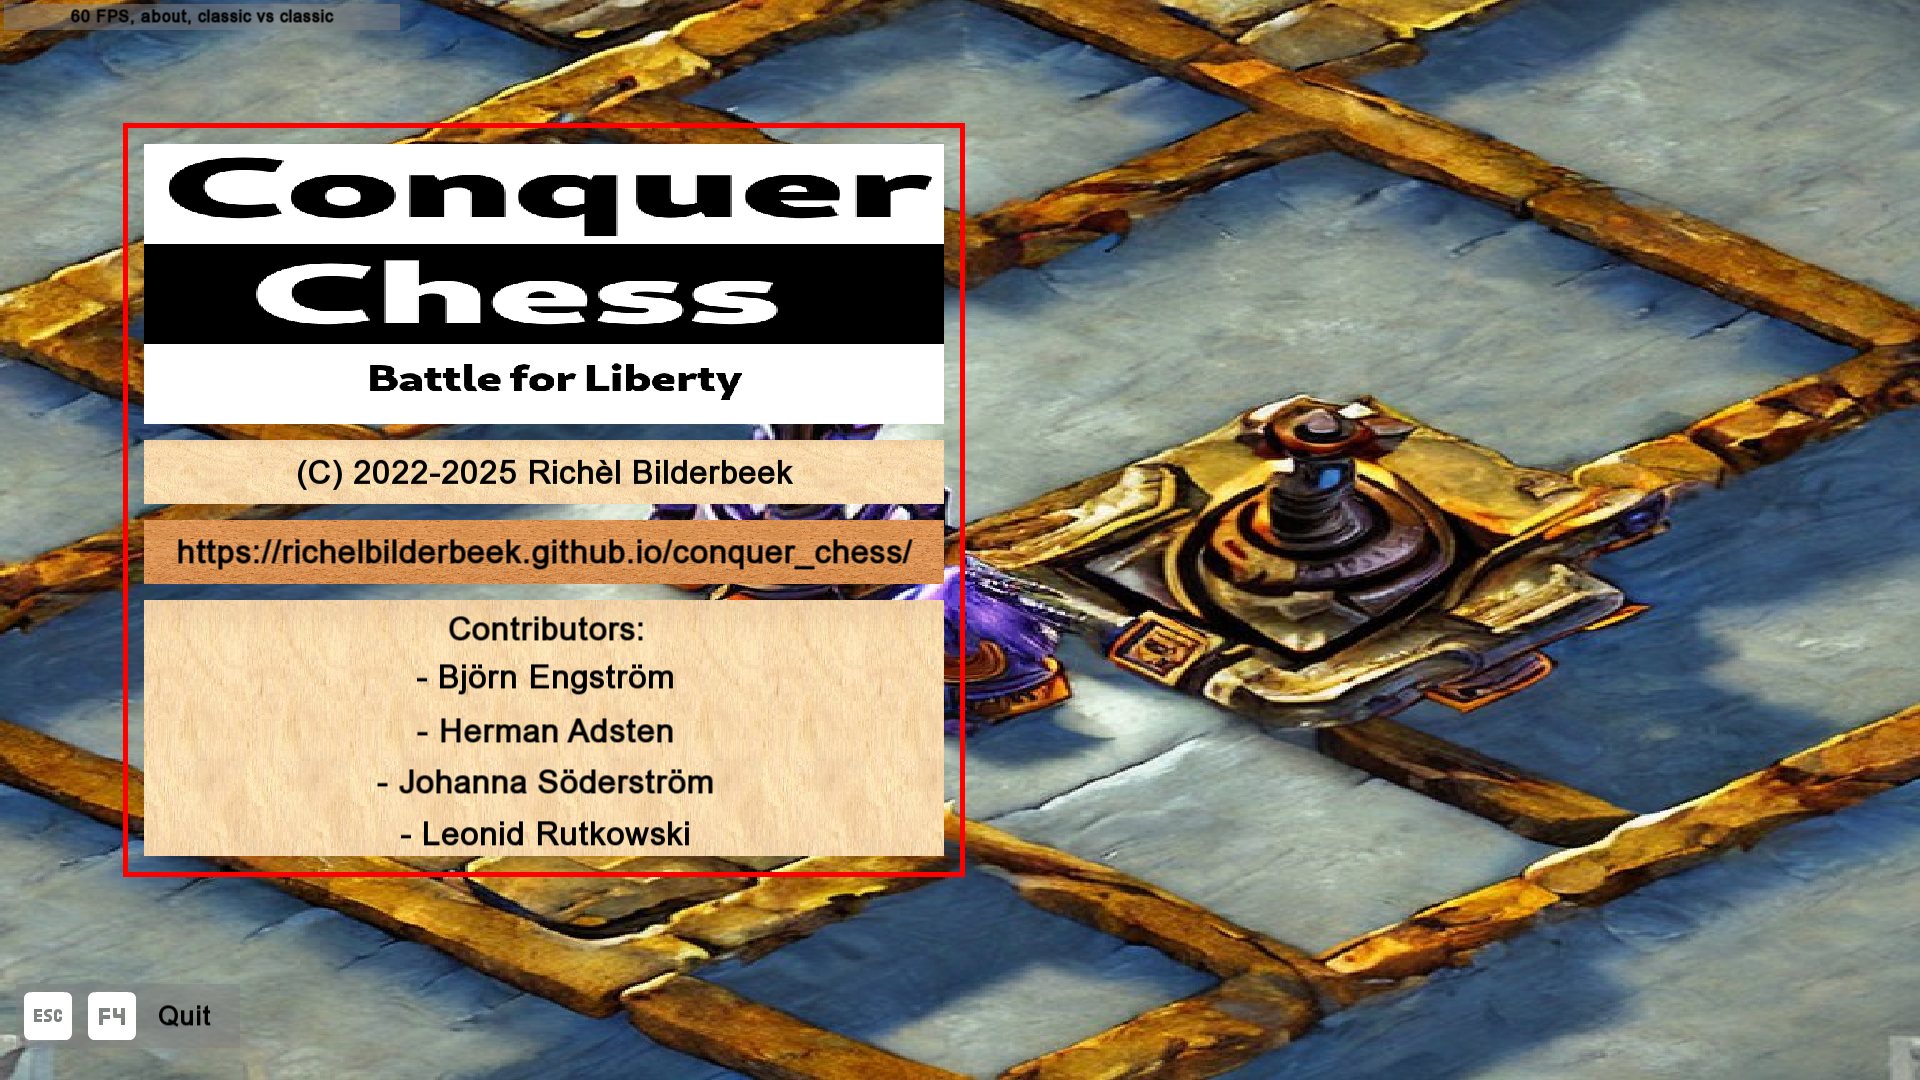 60 FPS, about, classic vs classic
Conquer
Chess
Battle for Liberty
(C) 2022-2025 Richèl Bilderbeek
https://richelbilderbeek.github.io/conquer_chess/
Contributors:
- Björn Engström
- Herman Adsten
- Johanna Söderström
- Leonid Rutkowski
ESC F4 Quit